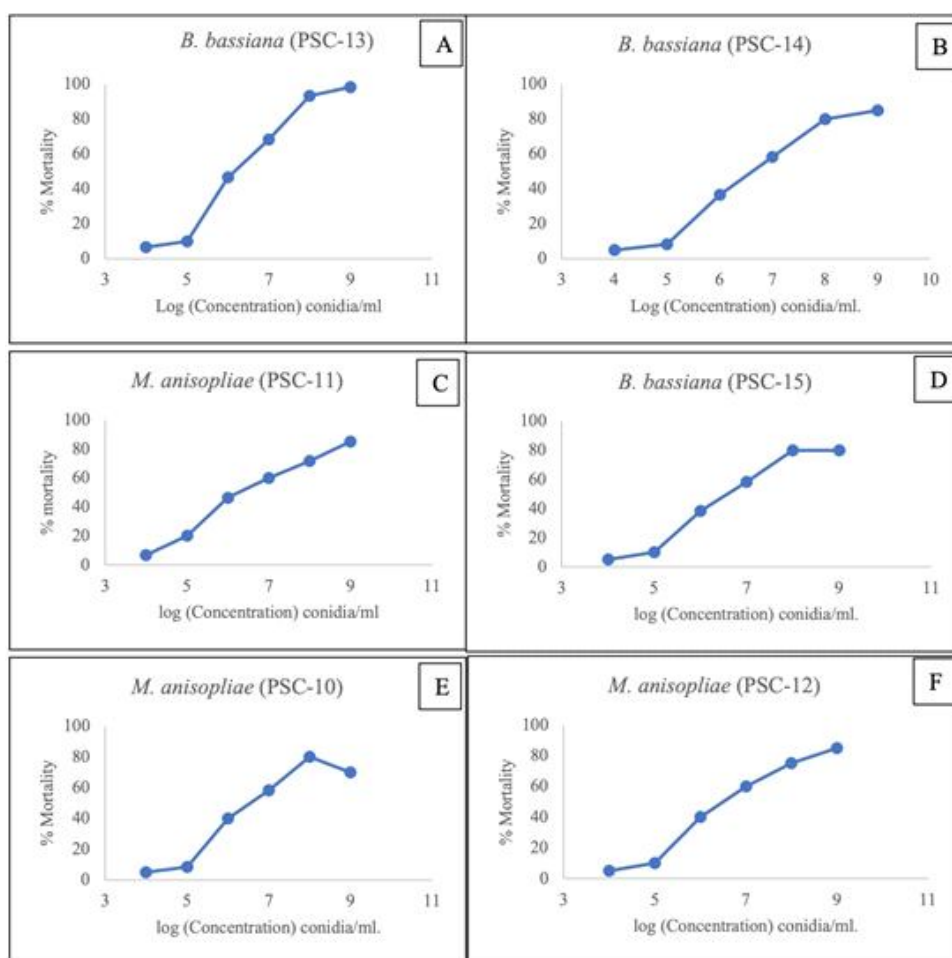 B. bassiana (PSC-13)
A
100
80
60
40
20
0
% Mortality
3 5 7 9 11
Log (Concentration) conidia/ml
B. bassiana (PSC-14)
B
100
80
60
40
20
0
% Mortality
3 4 5 6 7 8 9 10
Log (Concentration) conidia/ml.
M. anisopliae (PSC-11)
C
100
80
60
40
20
0
% mortality
3 5 7 9 11
log (Concentration) conidia/ml
B. bassiana (PSC-15)
D
100
80
60
40
20
0
% Mortality
3 5 7 9 11
log (Concentration) conidia/ml.
M. anisopliae (PSC-10)
E
100
80
60
40
20
0
% Mortality
3 5 7 9 11
log (Concentration) conidia/ml.
M. anisopliae (PSC-12)
F
100
80
60
40
20
0
% Mortality
3 5 7 9 11
log (Concentration) conidia/ml.